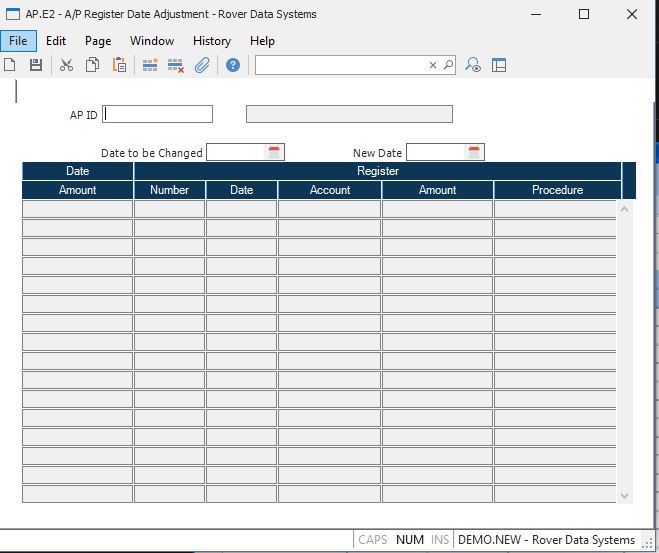 AP.E2 - A/P Register Date Adjustment - Rover Data Systems
File Edit Page Window History Help
AP ID
Date to be Changed New Date
Date Register
Amount Number Date Account Amount Procedure
CAPS NUM INS DEMO.NEW - Rover Data Systems